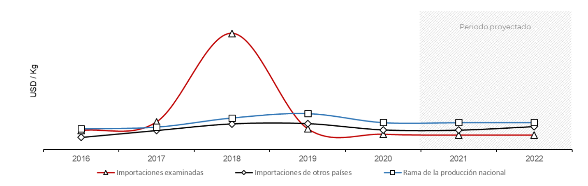 Periodo proyectado
USD / Kg
2016 2017 2018 2019 2020 2021 2022
Importaciones examinadas Importaciones de otros países Rama de la producción nacional